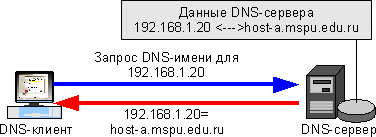 Данные DNS-сервера
192.168.1.20 <--->host-a.mspu.edu.ru
Запрос DNS-имени для
192.168.1.20
192.168.1.20=
host-a.mspu.edu.ru
DNS-клиент
DNS-сервер